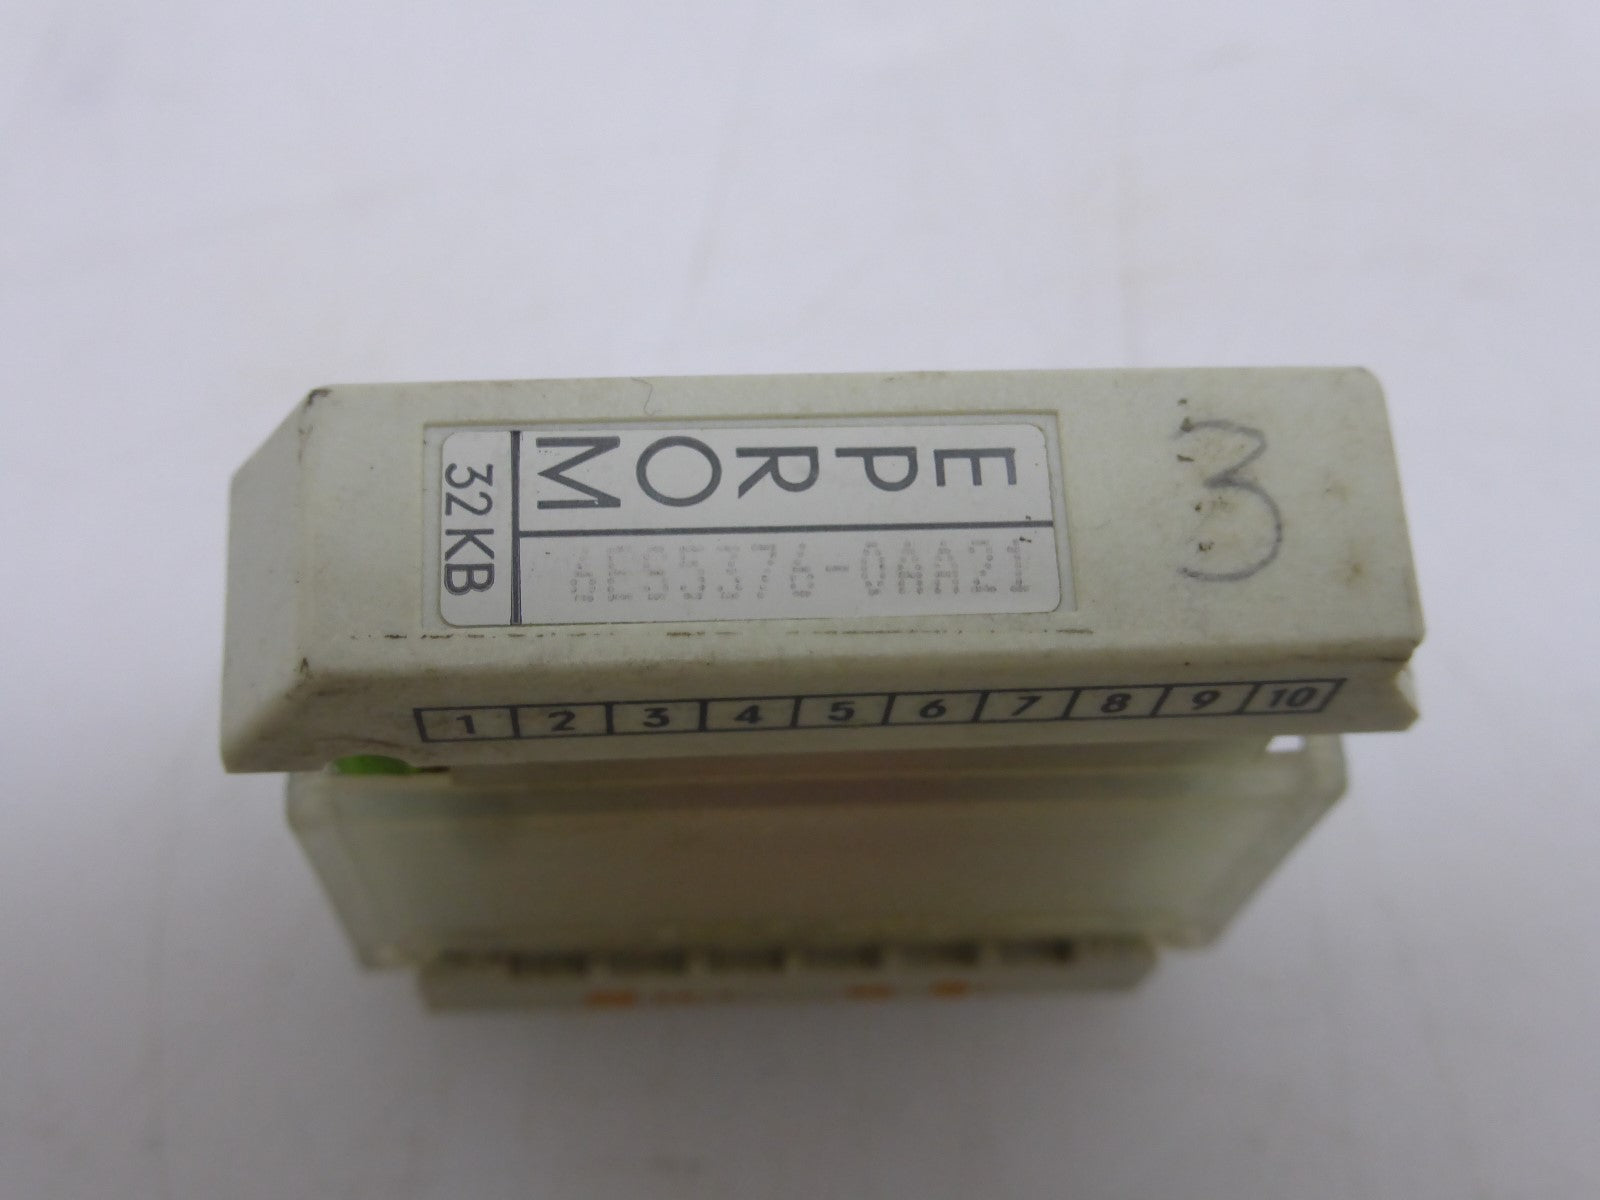 EPROM
32KB
6ES5376-0AA21
3
1 2 3 4 5 6 7 8 9 10